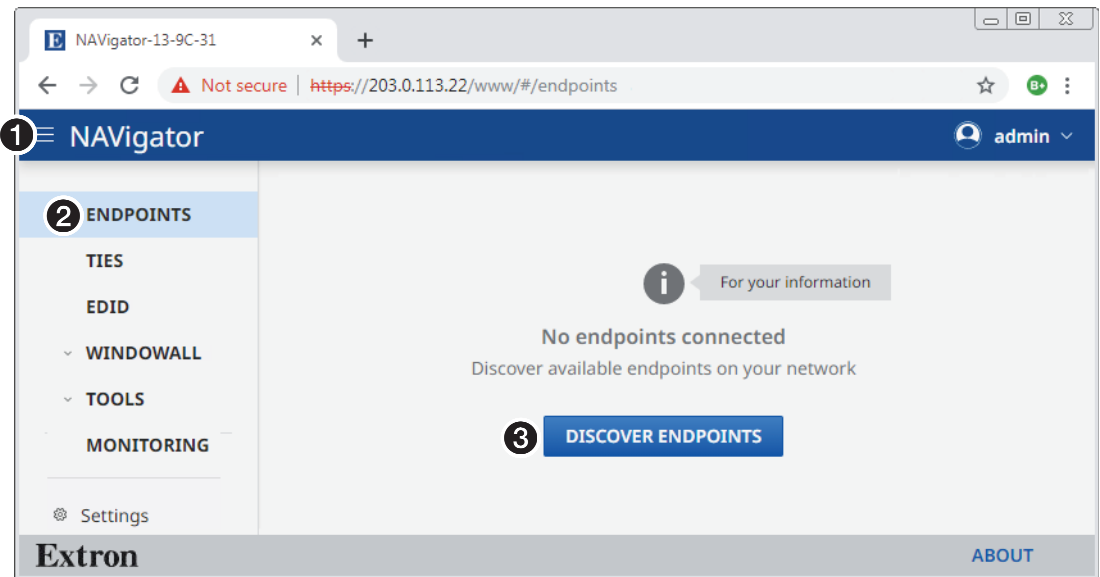 E NAVigator-13-9C-31
Not secure | https://203.0.113.22/www/#/endpoints B+
1 NAVigator admin
2 ENDPOINTS
TIES
EDID
WINDOWALL
TOOLS
MONITORING
Settings
i For your information
No endpoints connected
Discover available endpoints on your network
3 DISCOVER ENDPOINTS
Extron ABOUT